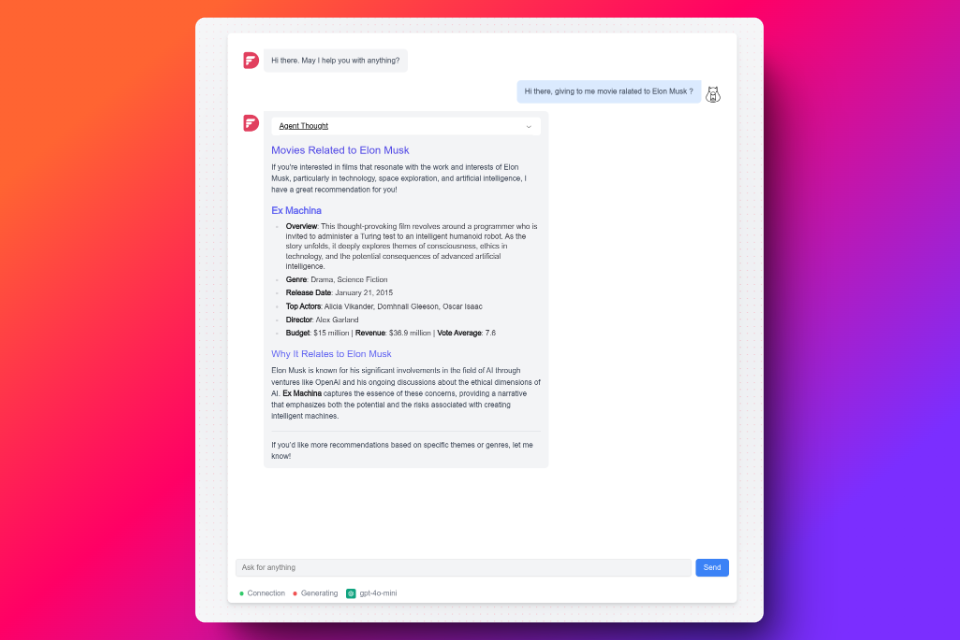 Hi there. May I help you with anything?
Hi there, giving to me movie ralated to Elon Musk ?
Agent Thought
Movies Related to Elon Musk
If you're interested in films that resonate with the work and interests of Elon
Musk, particularly in technology, space exploration, and artificial intelligence, I
have a great recommendation for you!
Ex Machina
Overview: This thought-provoking film revolves around a programmer who is
invited to administer a Turing test to an intelligent humanoid robot. As the
story unfolds, it deeply explores themes of consciousness, ethics in
technology, and the potential consequences of advanced artificial
intelligence.
Genre: Drama, Science Fiction
Release Date: January 21, 2015
Top Actors: Alicia Vikander, Domhnall Gleeson, Oscar Isaac
Director: Alex Garland
Budget: $15 million | Revenue: $36.9 million | Vote Average: 7.6
Why It Relates to Elon Musk
Elon Musk is known for his significant involvements in the field of AI through
ventures like OpenAI and his ongoing discussions about the ethical dimensions of
AI. Ex Machina captures the essence of these concerns, providing a narrative
that emphasizes both the potential and the risks associated with creating
intelligent machines.
If you'd like more recommendations based on specific themes or genres, let me
know!
Ask for anything
Send
Connection Generating gpt-4o-mini